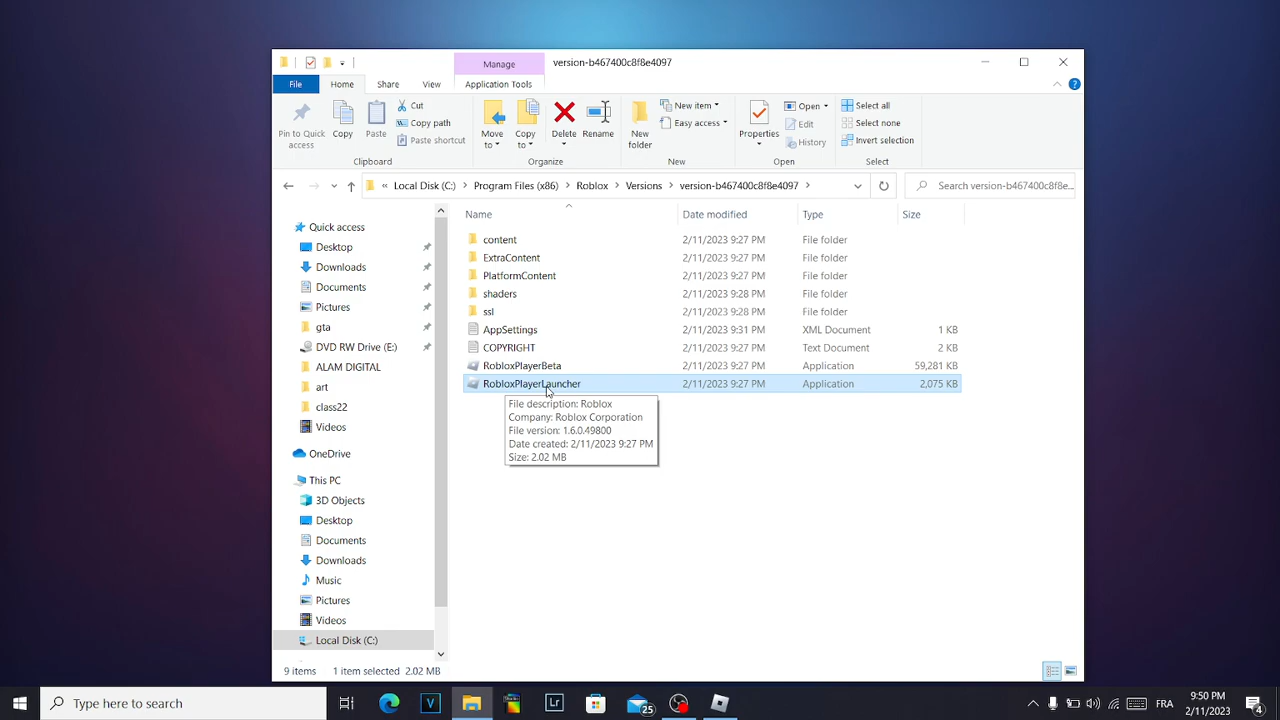 Manage
version-b467400c8f8e4097
File
Home
Share
View
Application Tools
Pin to Quick access
Copy
Paste
Cut
Copy path
Paste shortcut
Clipboard
Move to
Copy to
Delete
Rename
Organize
New folder
New item
Easy access
New
Properties
Open
Edit
History
Open
Select all
Select none
Invert selection
Select
« Local Disk (C:) > Program Files (x86) > Roblox > Versions > version-b467400c8f8e4097 >
Search version-b467400c8f8e...
Name Date modified Type Size
Quick access
Desktop
Downloads
Documents
Pictures
gta
DVD RW Drive (E:)
ALAM DIGITAL
art
class22
Videos
OneDrive
This PC
3D Objects
Desktop
Documents
Downloads
Music
Pictures
Videos
Local Disk (C:)
content 2/11/2023 9:27 PM File folder
ExtraContent 2/11/2023 9:27 PM File folder
PlatformContent 2/11/2023 9:27 PM File folder
shaders 2/11/2023 9:28 PM File folder
ssl 2/11/2023 9:28 PM File folder
AppSettings 2/11/2023 9:31 PM XML Document 1 KB
COPYRIGHT 2/11/2023 9:27 PM Text Document 2 KB
RobloxPlayerBeta 2/11/2023 9:27 PM Application 59,281 KB
RobloxPlayerLauncher 2/11/2023 9:27 PM Application 2,075 KB
File description: Roblox
Company: Roblox Corporation
File version: 1.6.0.49800
Date created: 2/11/2023 9:27 PM
Size: 2.02 MB
9 items 1 item selected 2.02 MB
Type here to search
V
Lr
25
FRA
9:50 PM
2/11/2023
4